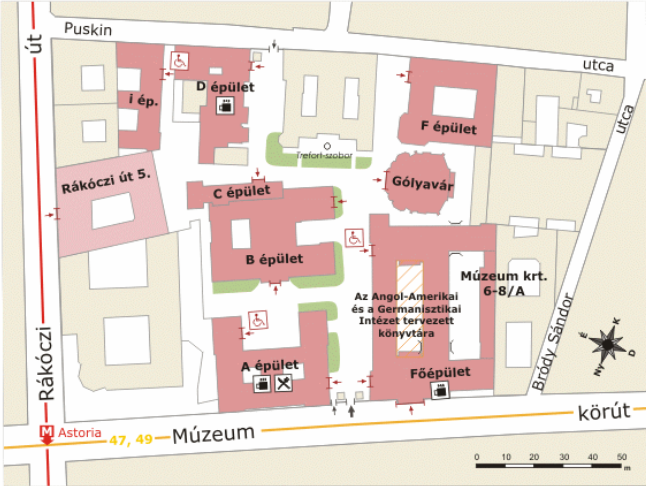 Puskin
utca
út
D épület
i ép.
F épület
utca
Trefort-szobor
Rákóczi út 5.
C épület
Gólyavár
B épület
Múzeum krt.
6-8/A
Az Angol-Amerikai
és a Germanisztikai
Intézet tervezett
könyvtára
Bródy Sándor
É
K
D
Ny
A épület
Főépület
Rákóczi
M Astoria
47, 49
Múzeum
körút
0 10 20 30 40 50
m